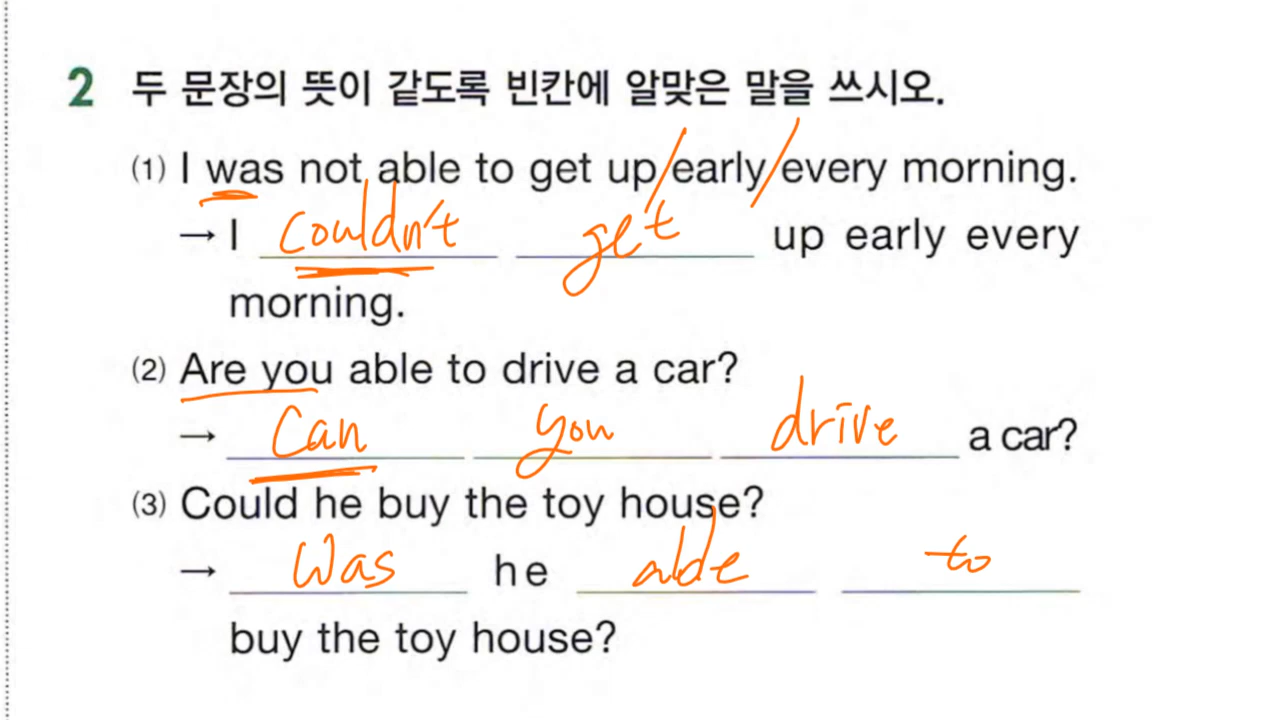 2 두 문장의 뜻이 같도록 빈칸에 알맞은 말을 쓰시오.
(1) I was not able to get up/early/every morning.
→ I couldn't get up early every
morning.
(2) Are you able to drive a car?
→ Can you drive a car?
(3) Could he buy the toy house?
→ Was he able to
buy the toy house?